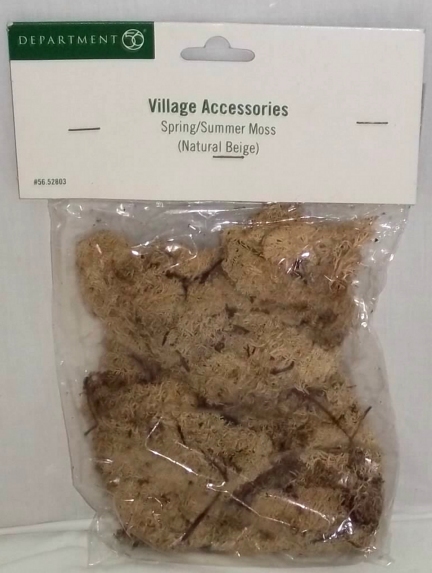 DEPARTMENT 56
Village Accessories
Spring/Summer Moss
(Natural Beige)
#56.52803